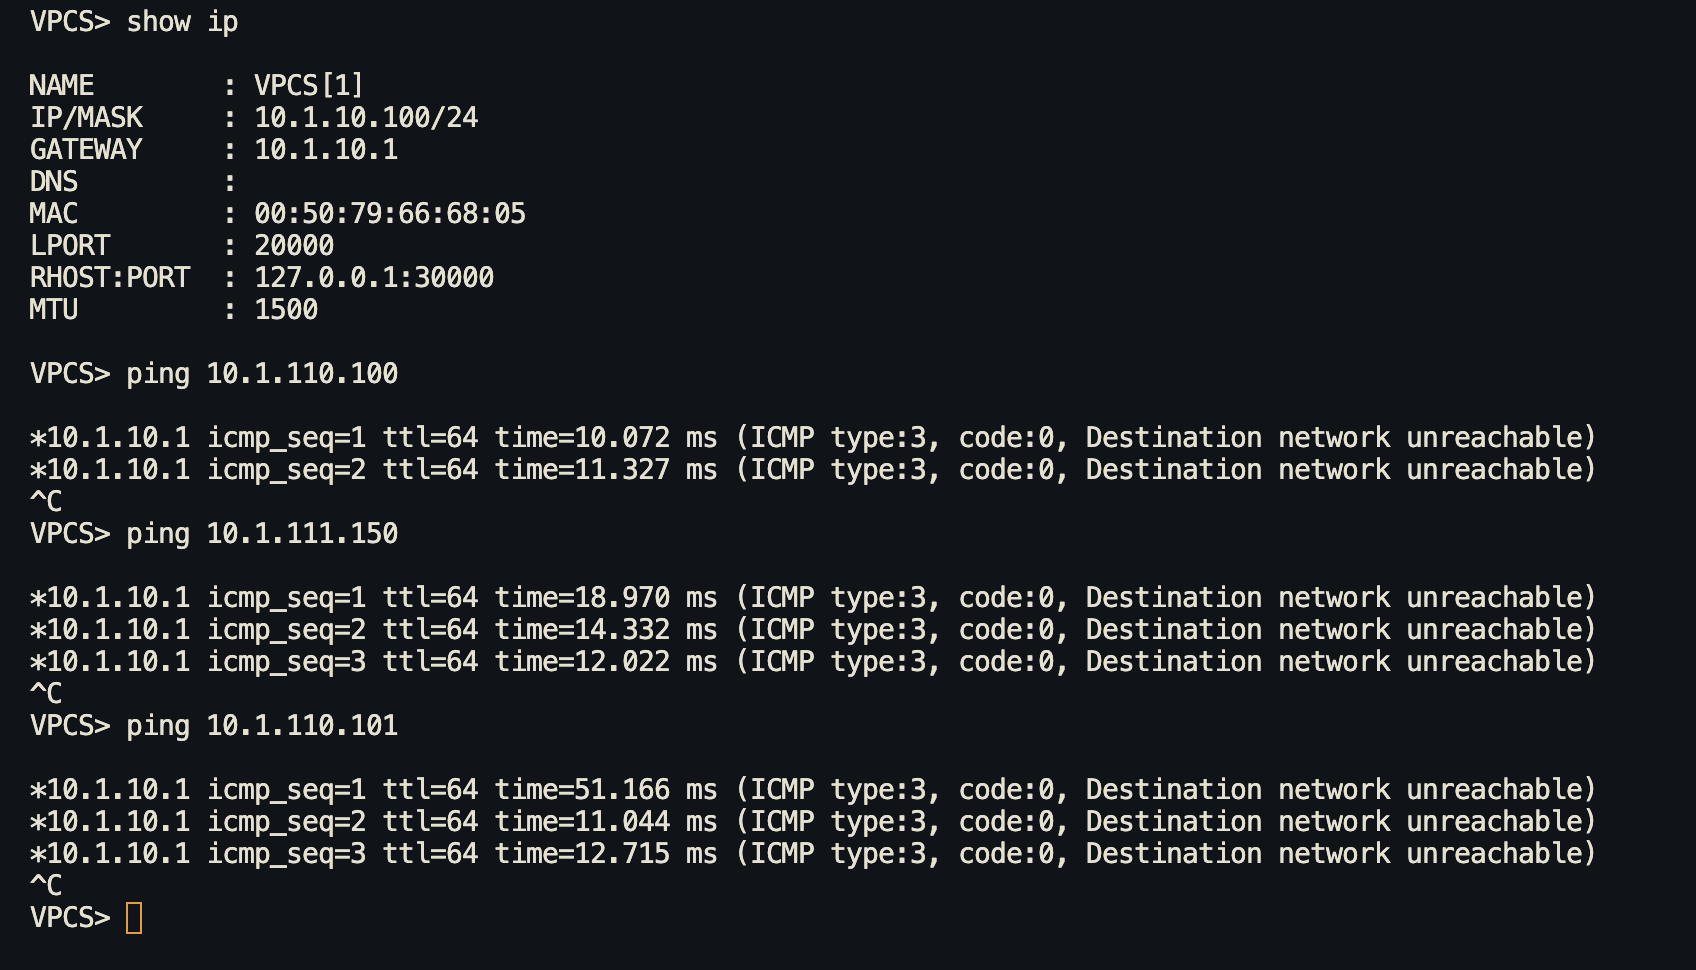 VPCS> show ip
NAME        : VPCS[1]
IP/MASK     : 10.1.10.100/24
GATEWAY     : 10.1.10.1
DNS         :
MAC         : 00:50:79:66:68:05
LPORT       : 20000
RHOST:PORT  : 127.0.0.1:30000
MTU         : 1500
VPCS> ping 10.1.110.100
*10.1.10.1 icmp_seq=1 ttl=64 time=10.072 ms (ICMP type:3, code:0, Destination network unreachable)
*10.1.10.1 icmp_seq=2 ttl=64 time=11.327 ms (ICMP type:3, code:0, Destination network unreachable)
^C
VPCS> ping 10.1.111.150
*10.1.10.1 icmp_seq=1 ttl=64 time=18.970 ms (ICMP type:3, code:0, Destination network unreachable)
*10.1.10.1 icmp_seq=2 ttl=64 time=14.332 ms (ICMP type:3, code:0, Destination network unreachable)
*10.1.10.1 icmp_seq=3 ttl=64 time=12.022 ms (ICMP type:3, code:0, Destination network unreachable)
^C
VPCS> ping 10.1.110.101
*10.1.10.1 icmp_seq=1 ttl=64 time=51.166 ms (ICMP type:3, code:0, Destination network unreachable)
*10.1.10.1 icmp_seq=2 ttl=64 time=11.044 ms (ICMP type:3, code:0, Destination network unreachable)
*10.1.10.1 icmp_seq=3 ttl=64 time=12.715 ms (ICMP type:3, code:0, Destination network unreachable)
^C
VPCS>